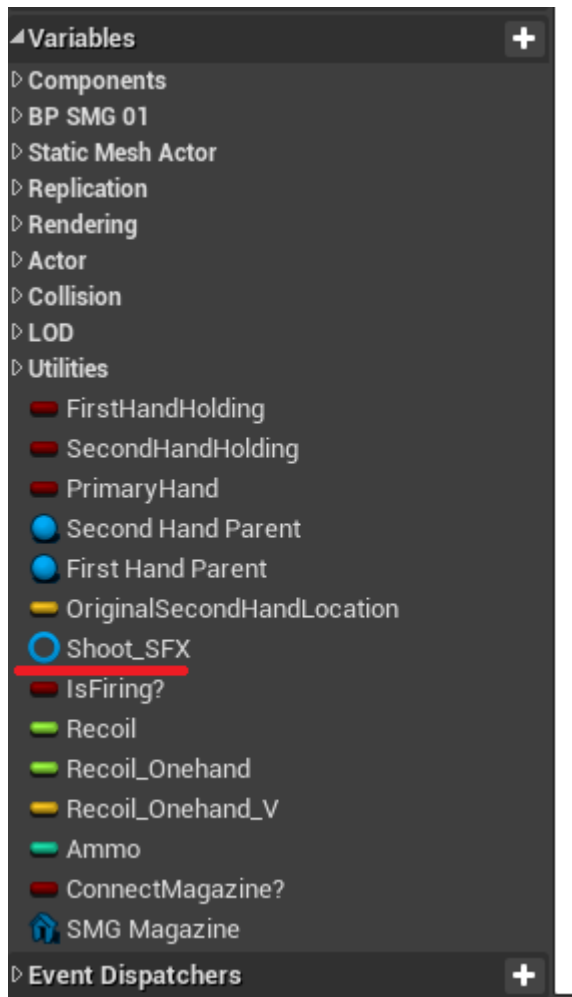 Variables
Components
BP SMG 01
Static Mesh Actor
Replication
Rendering
Actor
Collision
LOD
Utilities
FirstHandHolding
SecondHandHolding
PrimaryHand
Second Hand Parent
First Hand Parent
OriginalSecondHandLocation
Shoot_SFX
IsFiring?
Recoil
Recoil_Onehand
Recoil_Onehand_V
Ammo
ConnectMagazine?
SMG Magazine
Event Dispatchers